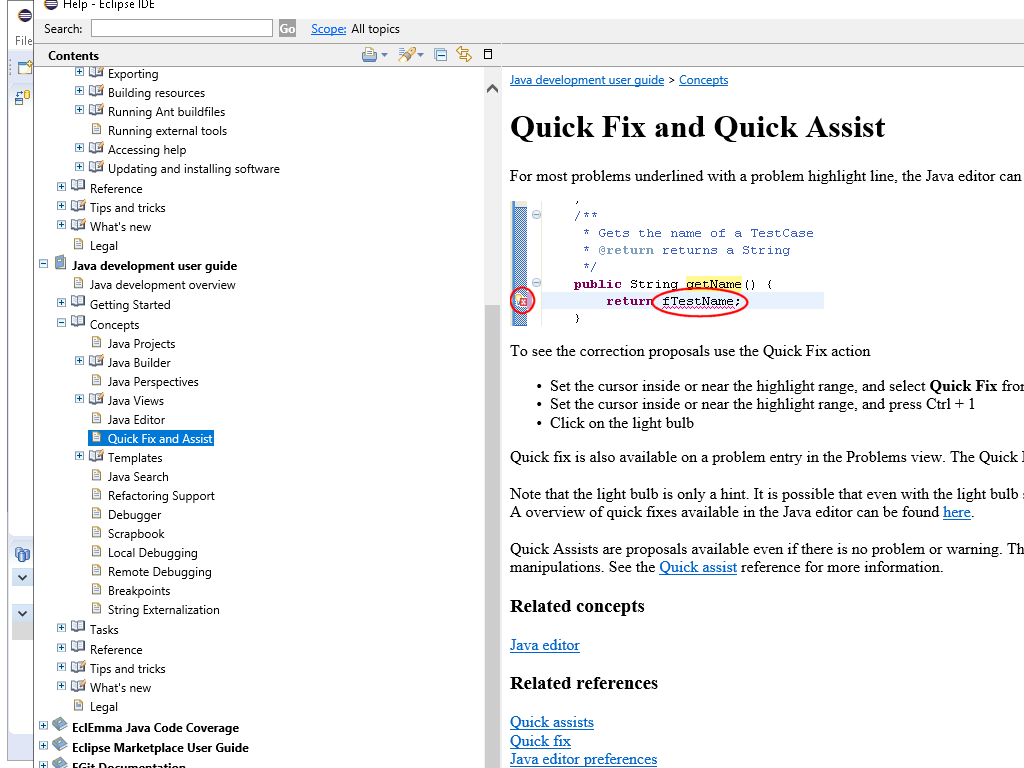 Help - Eclipse IDE
File
Search:
Go
Scope: All topics
Contents
Exporting
Building resources
Running Ant buildfiles
Running external tools
Accessing help
Updating and installing software
Reference
Tips and tricks
What's new
Legal
Java development user guide
Java development overview
Getting Started
Concepts
Java Projects
Java Builder
Java Perspectives
Java Views
Java Editor
Quick Fix and Assist
Templates
Java Search
Refactoring Support
Debugger
Scrapbook
Local Debugging
Remote Debugging
Breakpoints
String Externalization
Tasks
Reference
Tips and tricks
What's new
Legal
EclEmma Java Code Coverage
Eclipse Marketplace User Guide
EGit Documentation
Java development user guide > Concepts
Quick Fix and Quick Assist
For most problems underlined with a problem highlight line, the Java editor can
/**
* Gets the name of a TestCase
* @return returns a String
*/
public String getName() {
return fTestName;
}
To see the correction proposals use the Quick Fix action
• Set the cursor inside or near the highlight range, and select Quick Fix from
• Set the cursor inside or near the highlight range, and press Ctrl + 1
• Click on the light bulb
Quick fix is also available on a problem entry in the Problems view. The Quick
Note that the light bulb is only a hint. It is possible that even with the light bulb
A overview of quick fixes available in the Java editor can be found here.
Quick Assists are proposals available even if there is no problem or warning.
manipulations. See the Quick assist reference for more information.
Related concepts
Java editor
Related references
Quick assists
Quick fix
Java editor preferences